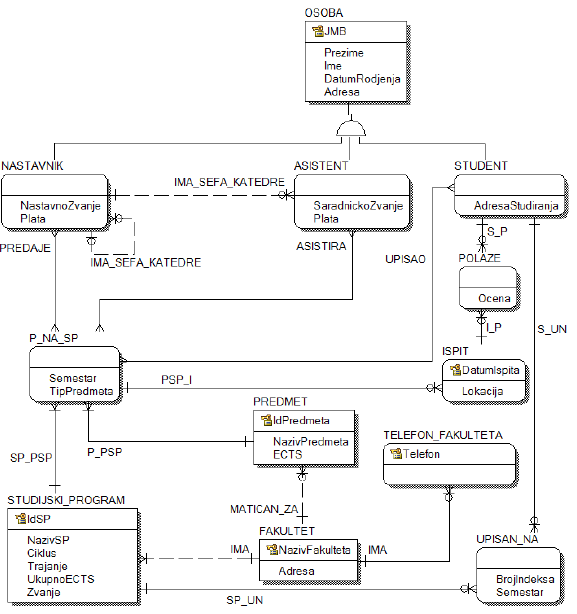 OSOBA
JMB
Prezime
Ime
DatumRodjenja
Adresa
NASTAVNIK
NastavnoZvanje
Plata
IMA_SEFA_KATEDRE
ASISTENT
SaradnickoZvanje
Plata
STUDENT
AdresaStudiranja
PREDAJE
IMA_SEFA_KATEDRE
ASISTIRA
UPISAO
S_P
POLAZE
Ocena
I_P
S_UN
P_NA_SP
Semestar
TipPredmeta
PSP_I
ISPIT
DatumIspita
Lokacija
PREDMET
IdPredmeta
NazivPredmeta
ECTS
P_PSP
SP_PSP
TELEFON_FAKULTETA
Telefon
MATICAN_ZA
STUDIJSKI_PROGRAM
IdSP
NazivSP
Ciklus
Trajanje
UkupnoECTS
Zvanje
IMA
FAKULTET
NazivFakulteta
Adresa
IMA
UPISAN_NA
BrojIndeksa
Semestar
SP_UN